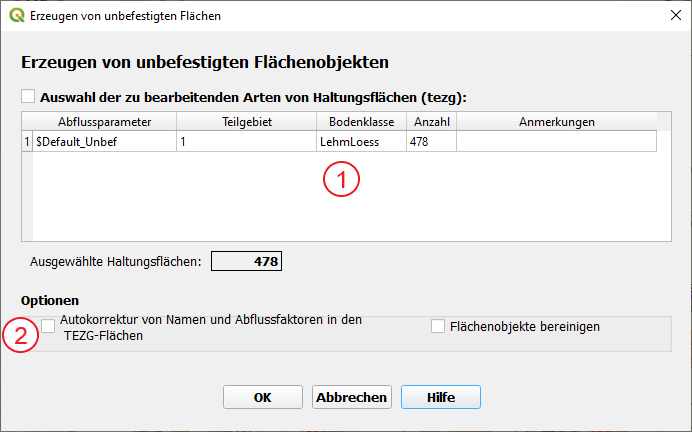 Erzeugen von unbefestigten Flächen
Erzeugen von unbefestigten Flächenobjekten
Auswahl der zu bearbeitenden Arten von Haltungsflächen (tezg):
Abflussparameter Teilgebiet Bodenklasse Anzahl Anmerkungen
1 $Default_Unbef 1 LehmLoess 478
1
Ausgewählte Haltungsflächen: 478
Optionen
2
Autokorrektur von Namen und Abflussfaktoren in den
TEZG-Flächen
Flächenobjekte bereinigen
OK Abbrechen Hilfe